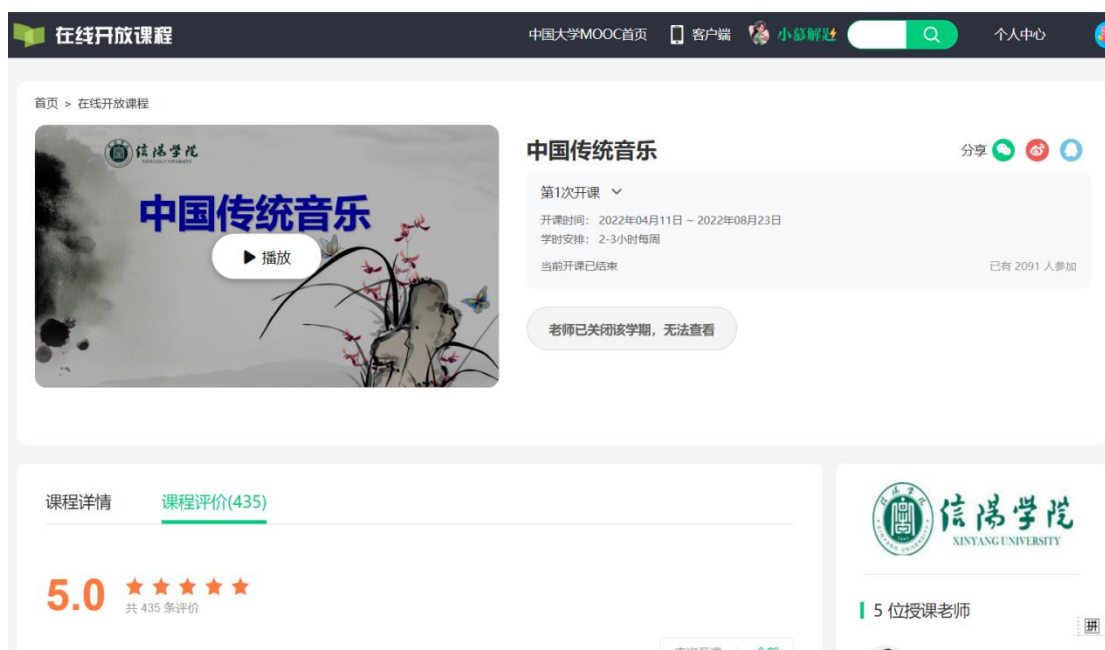 在线开放课程
中国大学MOOC首页
客户端
小蔡解题
个人中心
首页 > 在线开放课程
信阳学院
XINYANG UNIVERSITY
中国传统音乐
播放
中国传统音乐
分享
第1次开课
开课时间： 2022年04月11日 ~ 2022年08月23日
学时安排： 2-3小时每周
当前开课已结束
已有 2091 人参加
老师已关闭该学期，无法查看
课程详情
课程评价(435)
5.0
共 435 条评价
信阳学院
XINYANG UNIVERSITY
5 位授课老师
拼